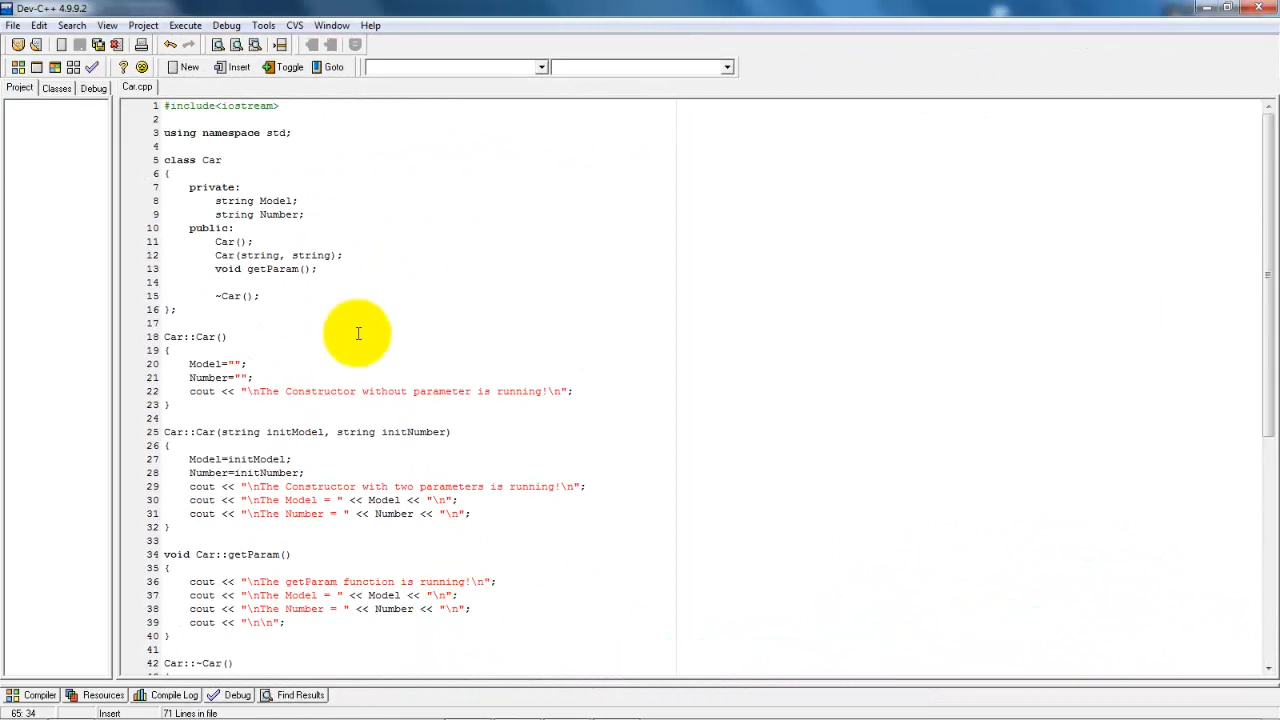 Dev-C++ 4.9.9.2
File Edit Search View Project Execute Debug Tools CVS Window Help
New Insert Toggle Goto
Project Classes Debug Car.cpp
1 #include<iostream>
2
3 using namespace std;
4
5 class Car
6 {
7 private:
8 string Model;
9 string Number;
10 public:
11 Car();
12 Car(string, string);
13 void getParam();
14
15 ~Car();
16 };
17
18 Car::Car()
19 {
20 Model="";
21 Number="";
22 cout << "\nThe Constructor without parameter is running!\n";
23 }
24
25 Car::Car(string initModel, string initNumber)
26 {
27 Model=initModel;
28 Number=initNumber;
29 cout << "\nThe Constructor with two parameters is running!\n";
30 cout << "\nThe Model = " << Model << "\n";
31 cout << "\nThe Number = " << Number << "\n";
32 }
33
34 void Car::getParam()
35 {
36 cout << "\nThe getParam function is running!\n";
37 cout << "\nThe Model = " << Model << "\n";
38 cout << "\nThe Number = " << Number << "\n";
39 cout << "\n\n";
40 }
41
42 Car::~Car()
Compiler Resources Compile Log Debug Find Results
65: 34 Insert 71 Lines in file